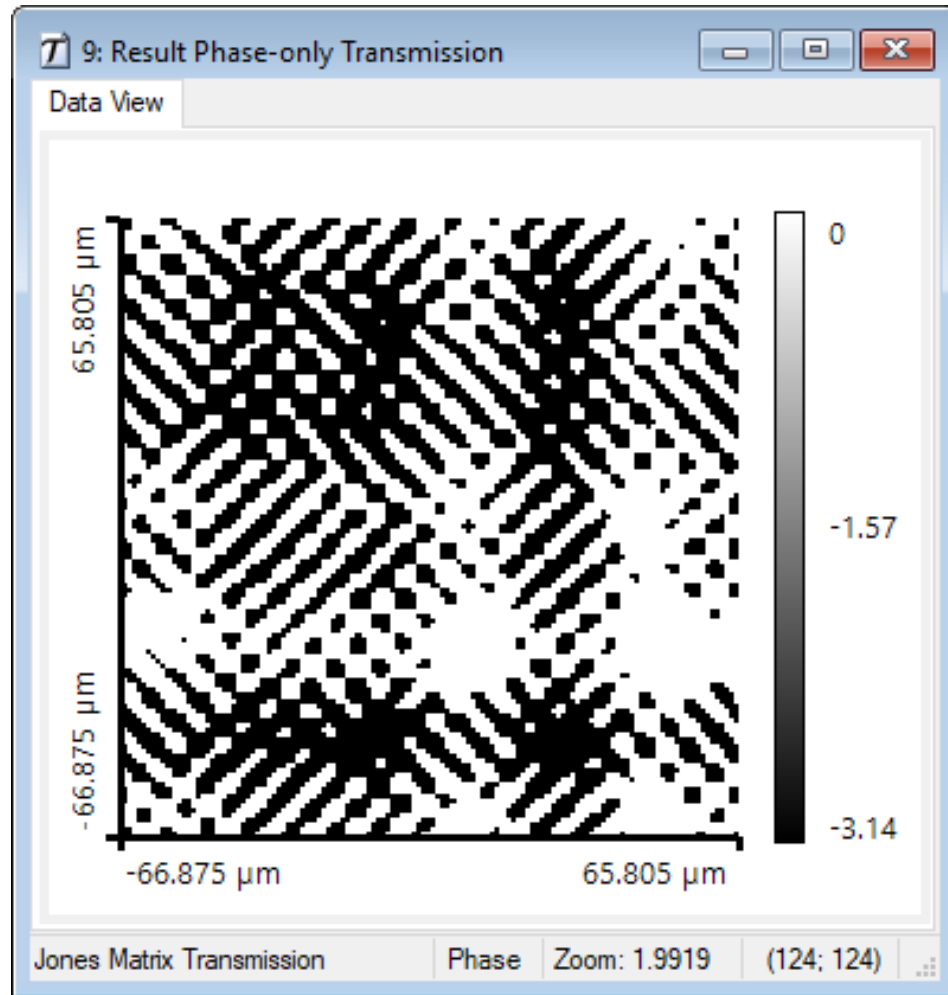 9: Result Phase-only Transmission
Data View
65.805 µm
-66.875 µm
0
-1.57
-3.14
-66.875 µm
65.805 µm
Jones Matrix Transmission
Phase
Zoom: 1.9919
(124; 124)